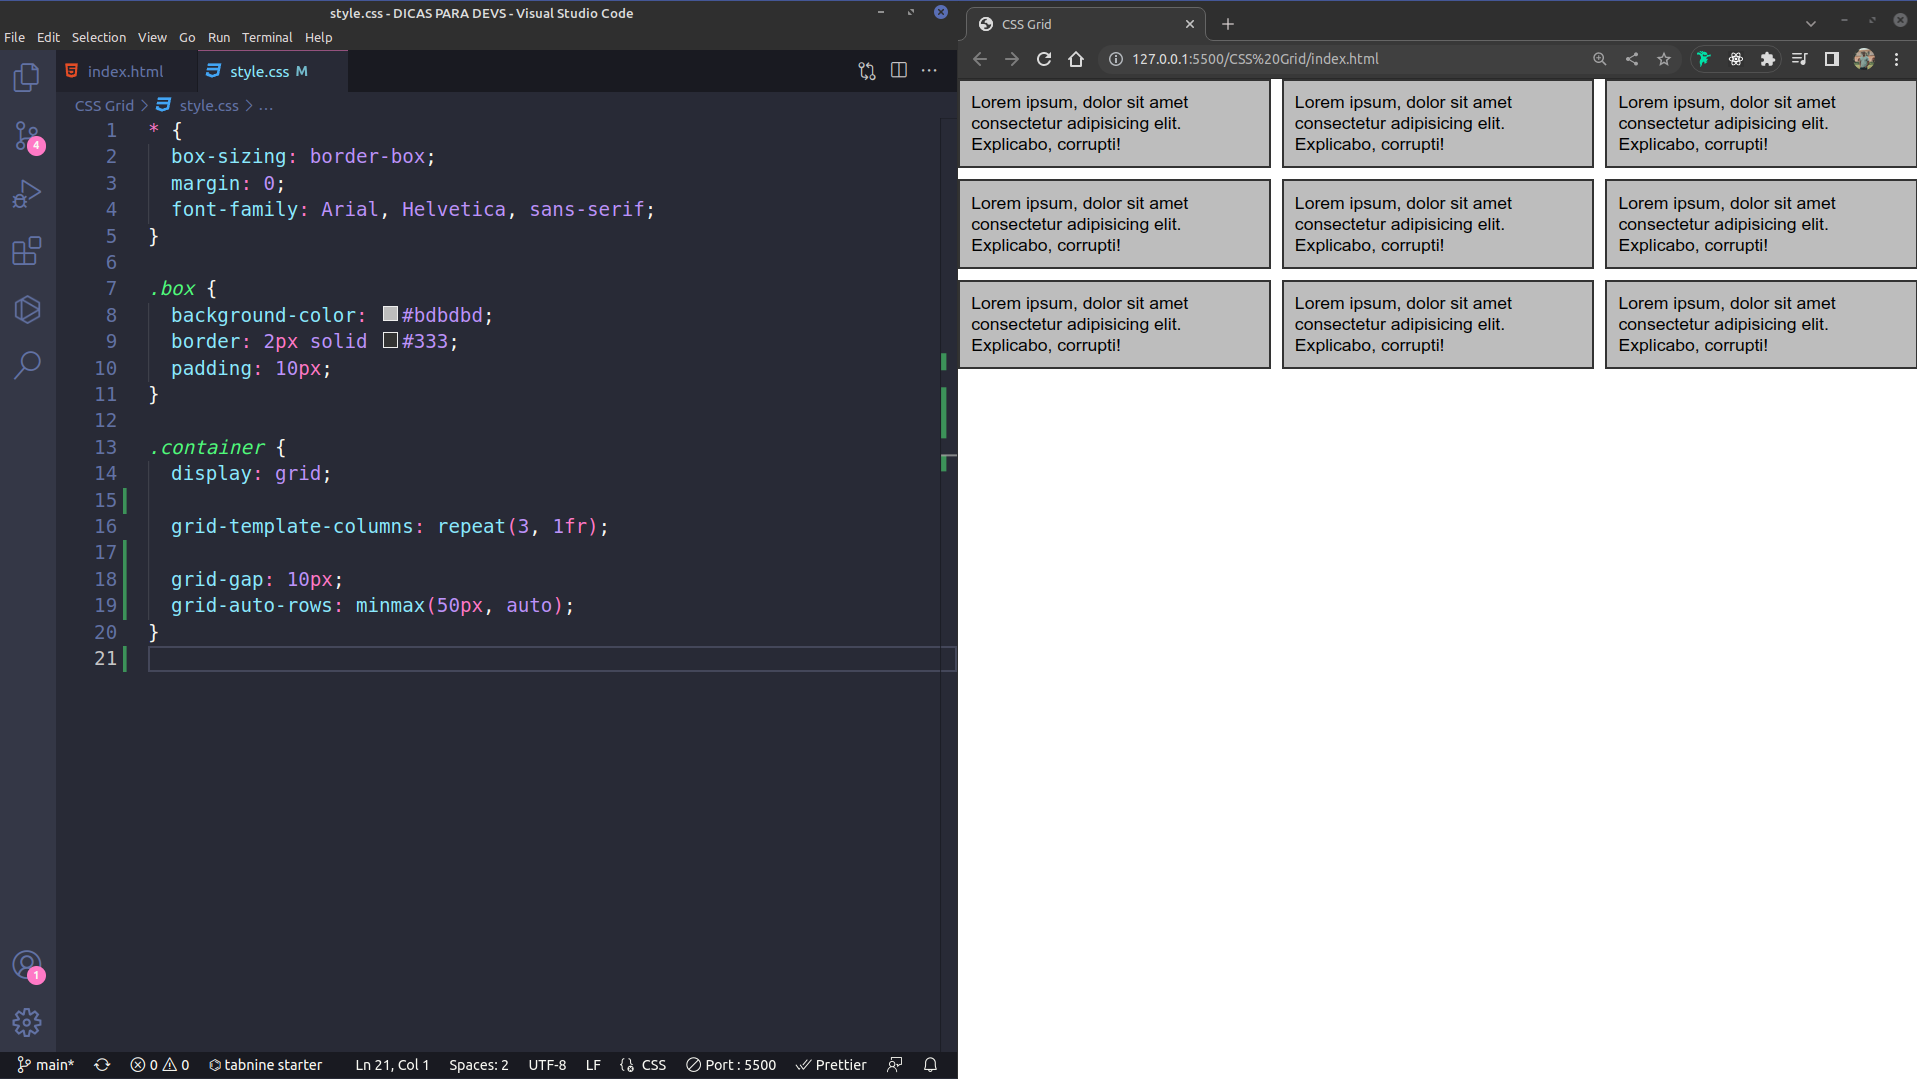 style.css - DICAS PARA DEVS - Visual Studio Code
File Edit Selection View Go Run Terminal Help
index.html
style.css M
CSS Grid > style.css > ...
1 * {
2 box-sizing: border-box;
3 margin: 0;
4 font-family: Arial, Helvetica, sans-serif;
5 }
6
7 .box {
8 background-color: #bdbdbd;
9 border: 2px solid #333;
10 padding: 10px;
11 }
12
13 .container {
14 display: grid;
15
16 grid-template-columns: repeat(3, 1fr);
17
18 grid-gap: 10px;
19 grid-auto-rows: minmax(50px, auto);
20 }
21
4
1
main* 0 0 tabnine starter Ln 21, Col 1 Spaces: 2 UTF-8 LF CSS Port : 5500 Prettier
CSS Grid
127.0.0.1:5500/CSS%20Grid/index.html
Lorem ipsum, dolor sit amet
consectetur adipisicing elit.
Explicabo, corrupti!
Lorem ipsum, dolor sit amet
consectetur adipisicing elit.
Explicabo, corrupti!
Lorem ipsum, dolor sit amet
consectetur adipisicing elit.
Explicabo, corrupti!
Lorem ipsum, dolor sit amet
consectetur adipisicing elit.
Explicabo, corrupti!
Lorem ipsum, dolor sit amet
consectetur adipisicing elit.
Explicabo, corrupti!
Lorem ipsum, dolor sit amet
consectetur adipisicing elit.
Explicabo, corrupti!
Lorem ipsum, dolor sit amet
consectetur adipisicing elit.
Explicabo, corrupti!
Lorem ipsum, dolor sit amet
consectetur adipisicing elit.
Explicabo, corrupti!
Lorem ipsum, dolor sit amet
consectetur adipisicing elit.
Explicabo, corrupti!